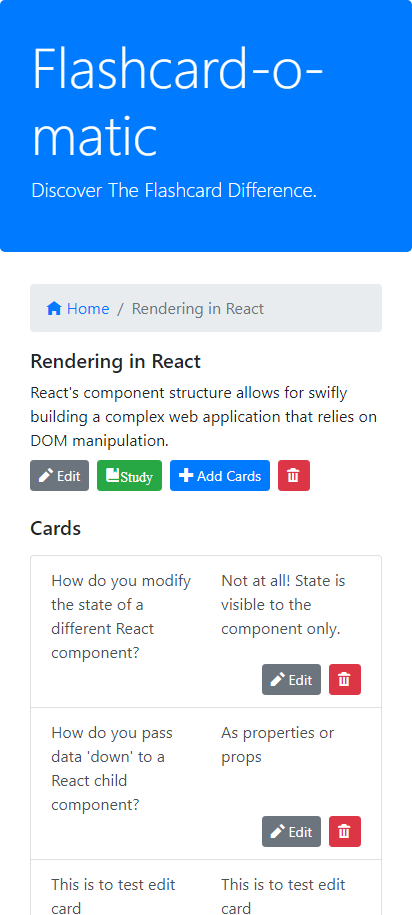 Flashcard-o-
matic
Discover The Flashcard Difference.
Home / Rendering in React
Rendering in React
React's component structure allows for swifly
building a complex web application that relies on
DOM manipulation.
Edit Study Add Cards
Cards
How do you modify
the state of a
different React
component?
Not at all! State is
visible to the
component only.
Edit
How do you pass
data 'down' to a
React child
component?
As properties or
props
Edit
This is to test edit
card
This is to test edit
card